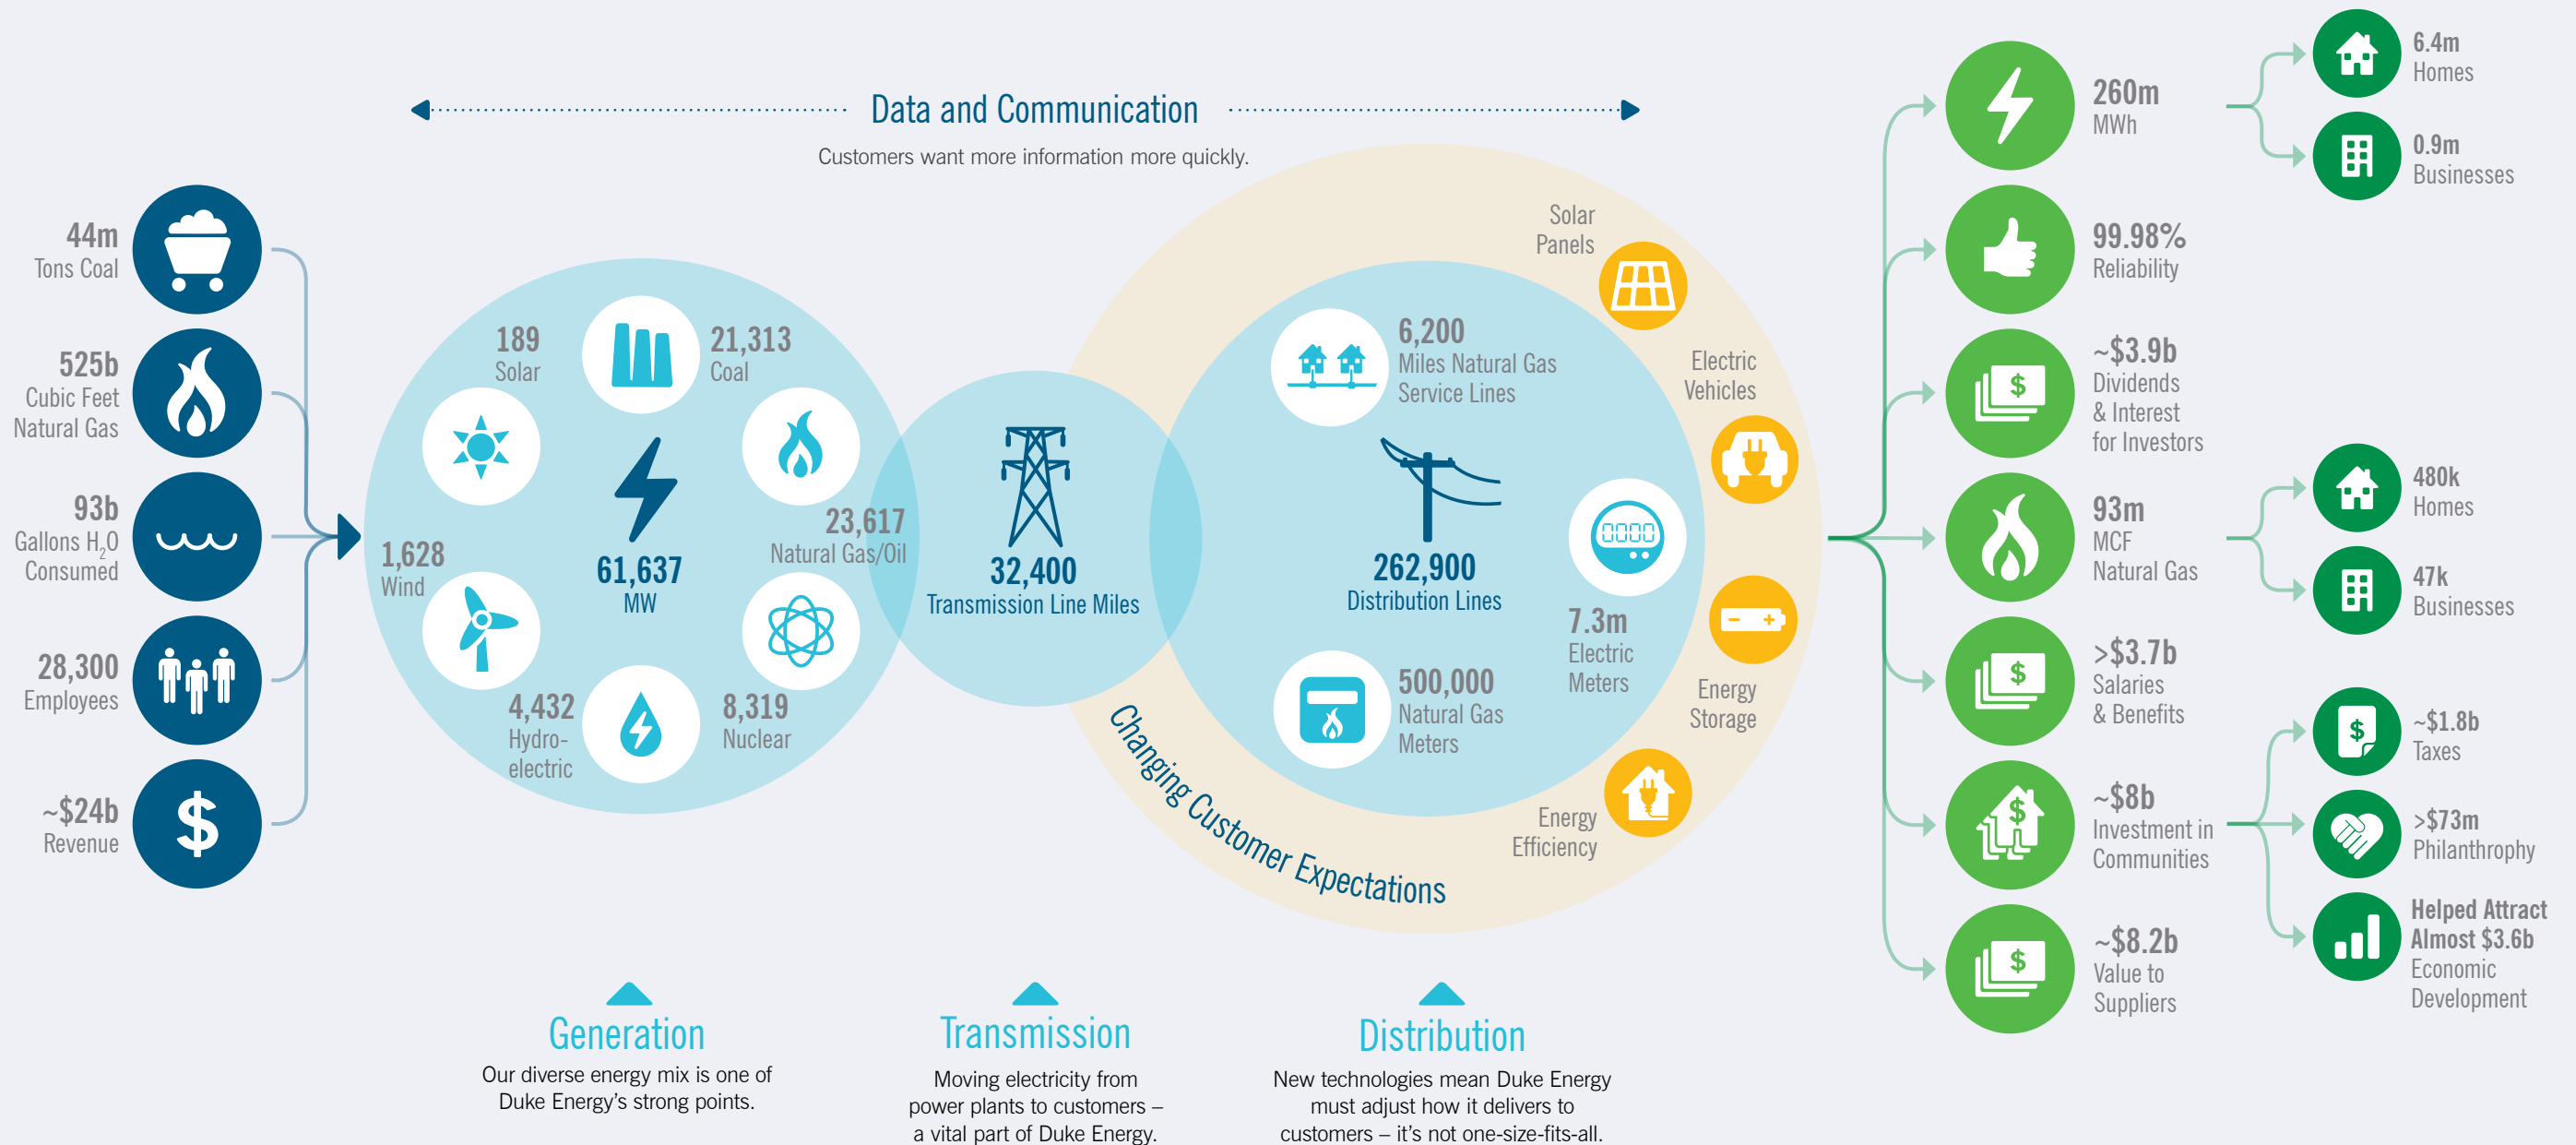 Data and Communication
Customers want more information more quickly.
44m
Tons Coal
525b
Cubic Feet
Natural Gas
93b
Gallons H₂O
Consumed
28,300
Employees
~$24b
Revenue
189
Solar
21,313
Coal
1,628
Wind
61,637
MW
23,617
Natural Gas/Oil
4,432
Hydro-
electric
8,319
Nuclear
32,400
Transmission Line Miles
6,200
Miles Natural Gas
Service Lines
262,900
Distribution Lines
7.3m
Electric
Meters
500,000
Natural Gas
Meters
Solar
Panels
Electric
Vehicles
Energy
Storage
Energy
Efficiency
Changing Customer Expectations
260m
MWh
6.4m
Homes
0.9m
Businesses
99.98%
Reliability
~$3.9b
Dividends
& Interest
for Investors
93m
MCF
Natural Gas
480k
Homes
47k
Businesses
>$3.7b
Salaries
& Benefits
~$8b
Investment in
Communities
~$1.8b
Taxes
>$73m
Philanthropy
Helped Attract
Almost $3.6b
Economic
Development
~$8.2b
Value to
Suppliers
Generation
Our diverse energy mix is one of
Duke Energy's strong points.
Transmission
Moving electricity from
power plants to customers –
a vital part of Duke Energy.
Distribution
New technologies mean Duke Energy
must adjust how it delivers to
customers – it's not one-size-fits-all.